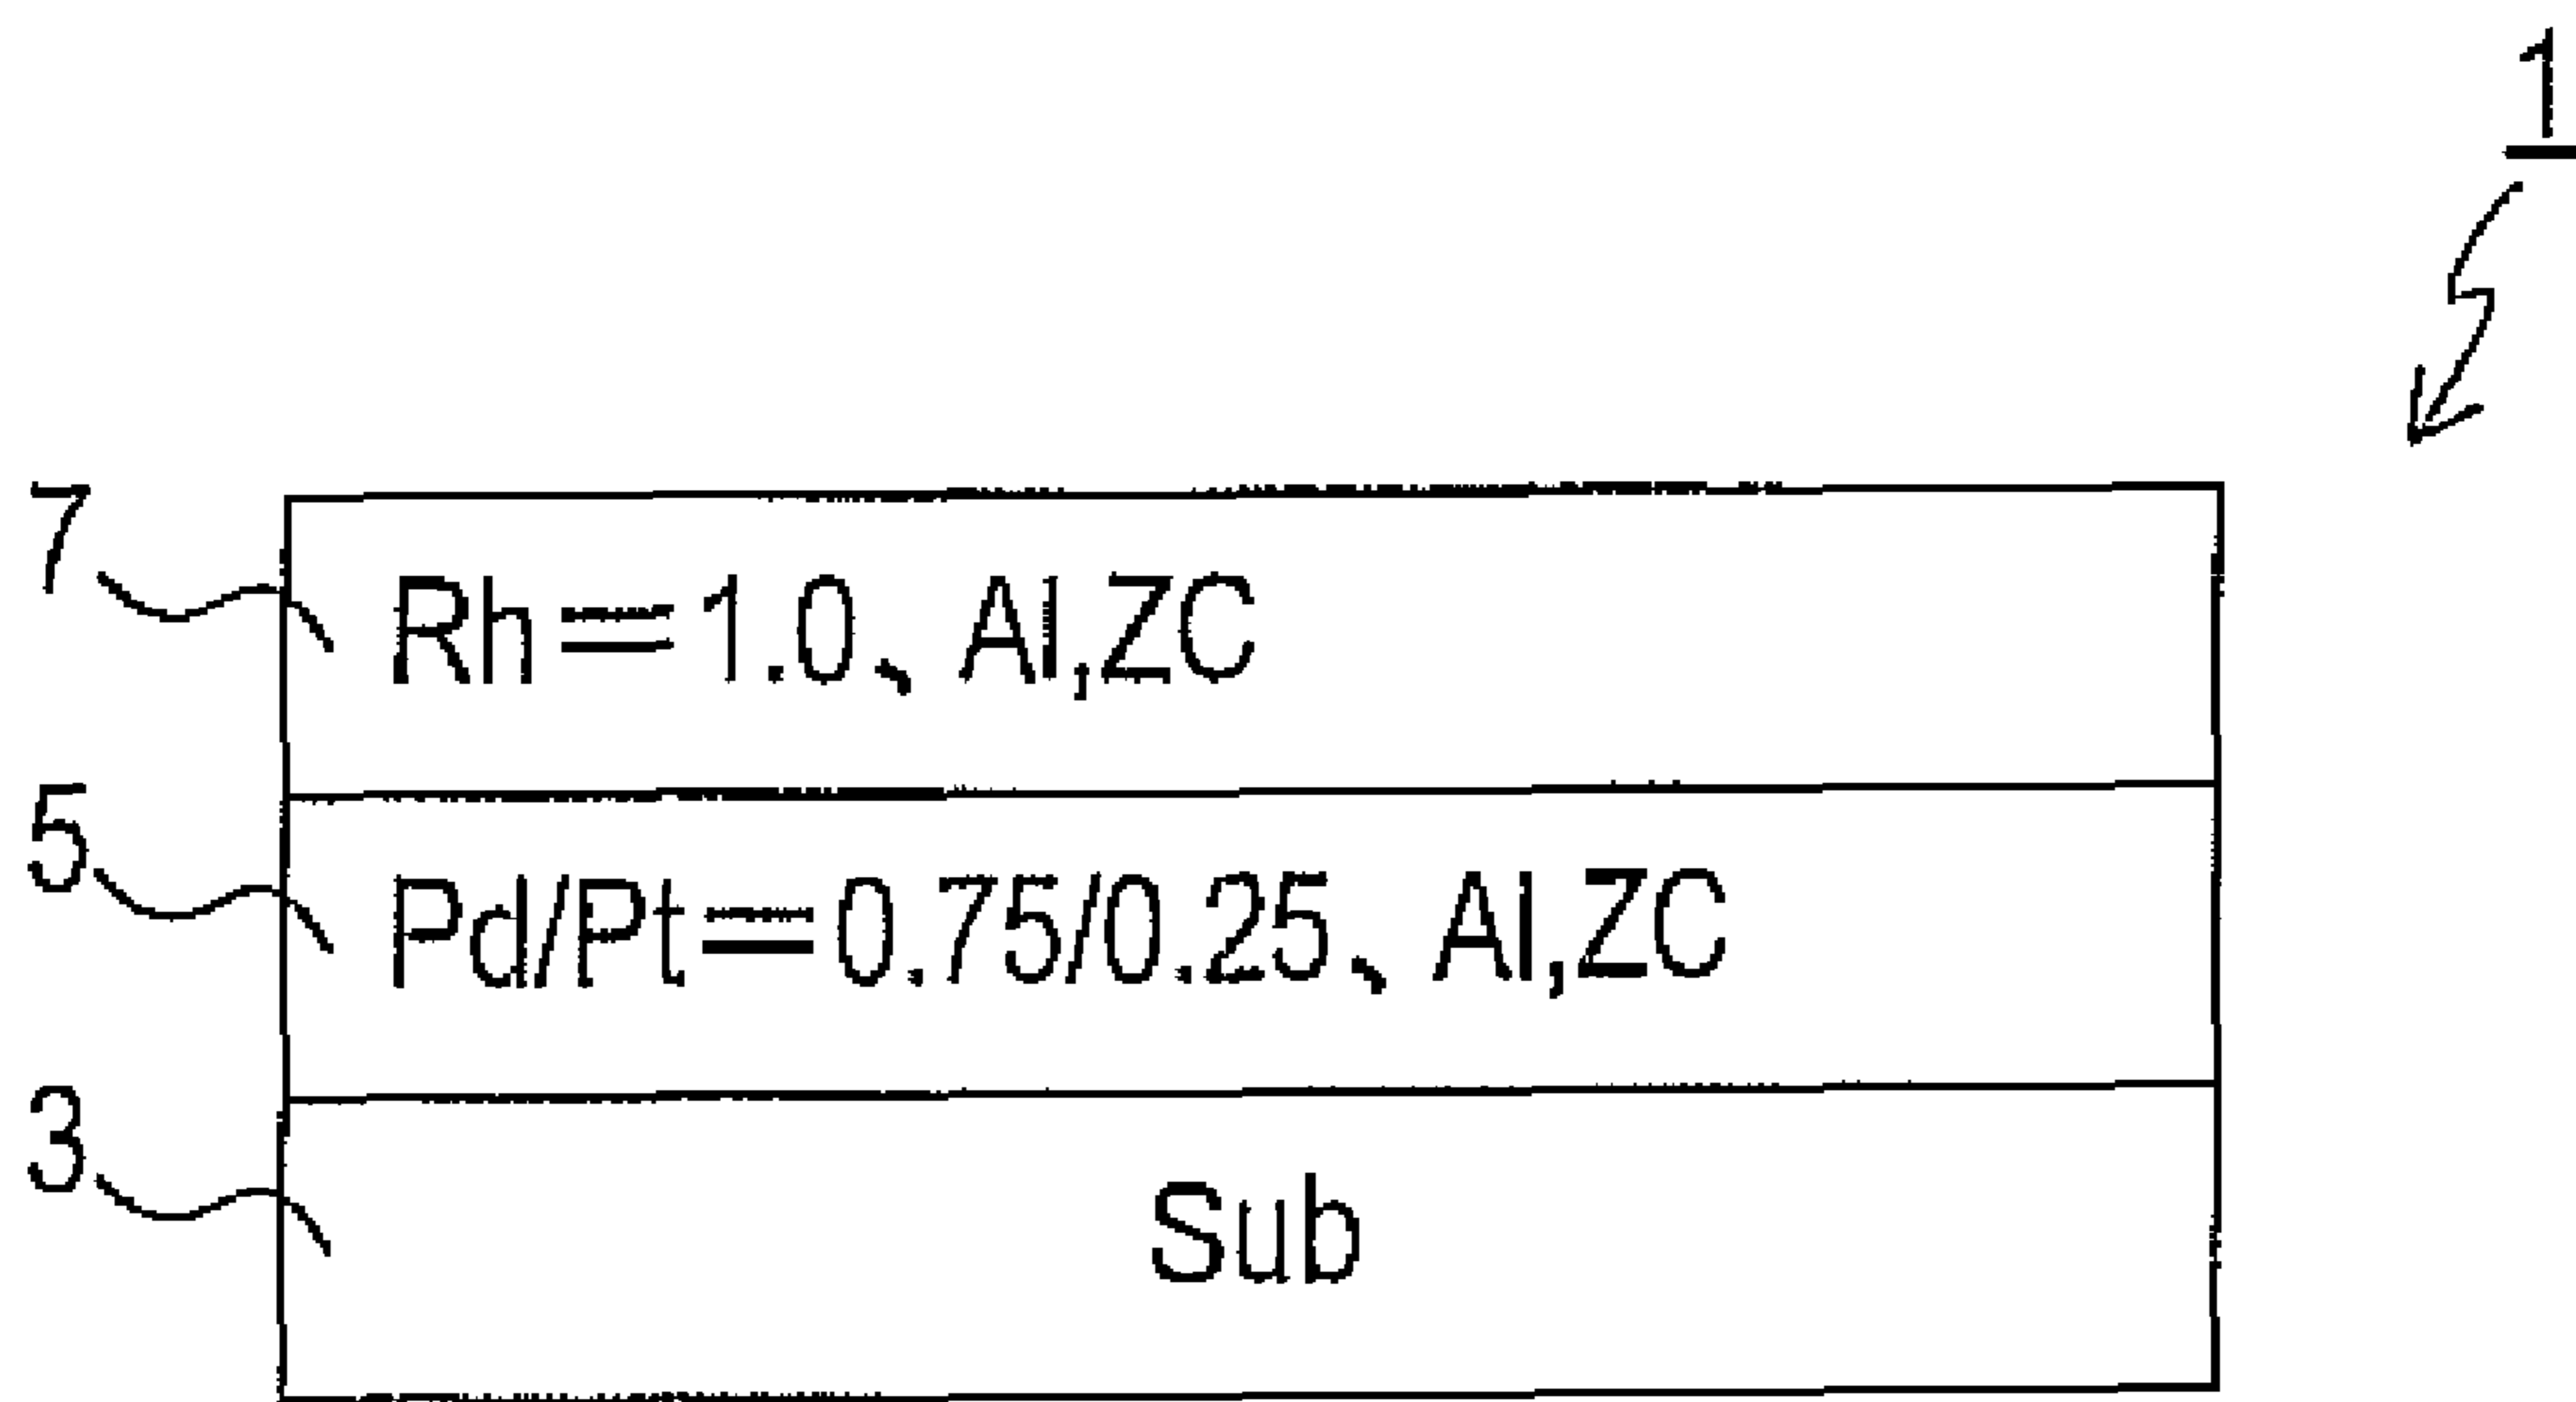 1
7 Rh=1.0、Al,ZC
5 Pd/Pt=0.75/0.25、Al,ZC
3 Sub